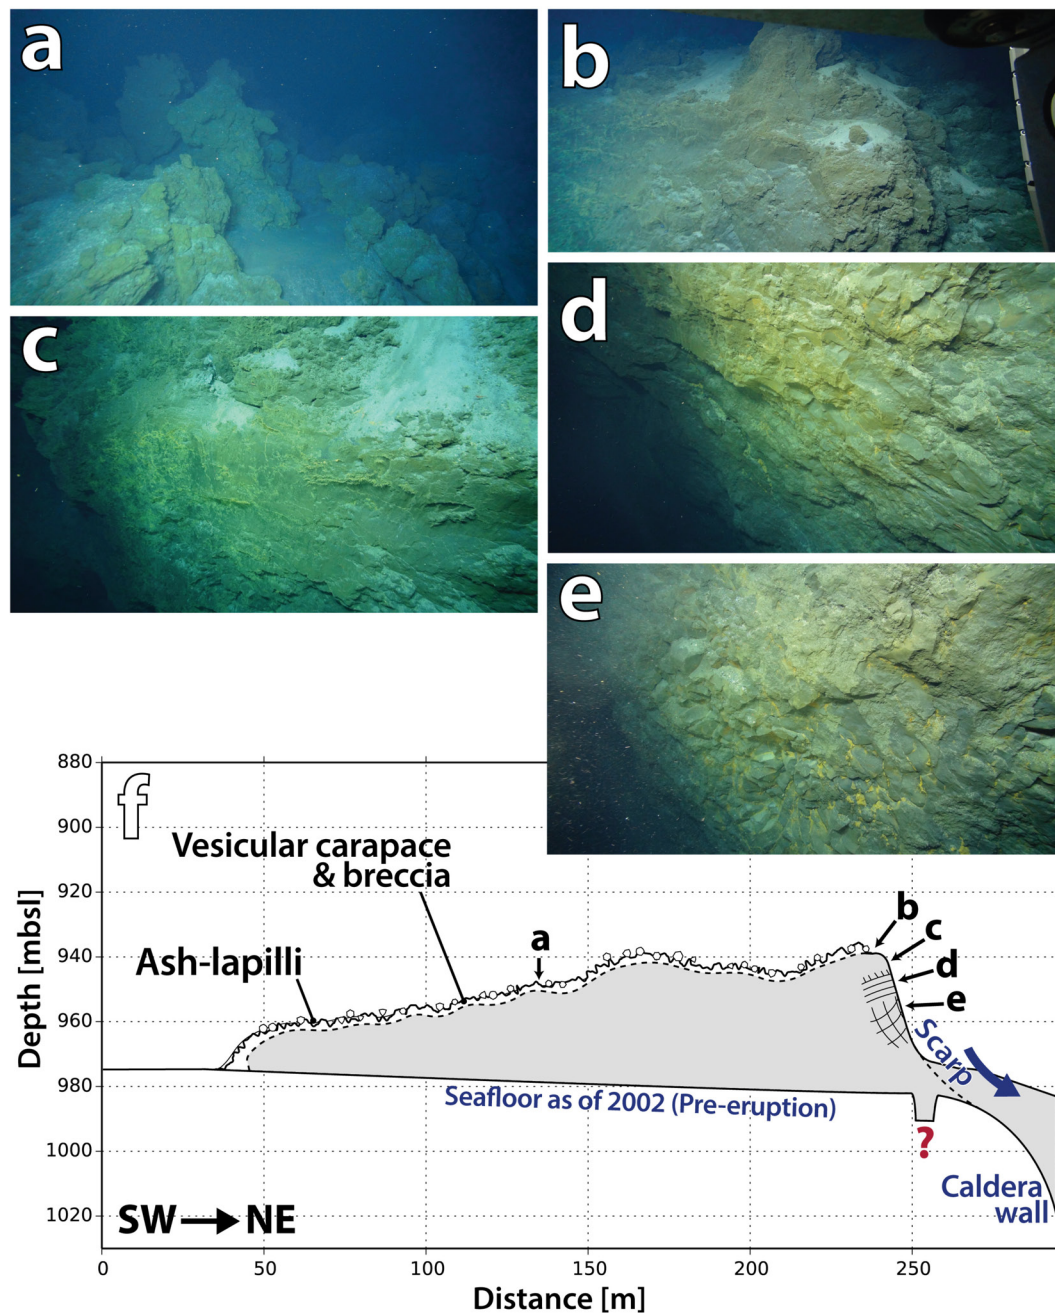 a
b
c
d
e
f
880
900
920
940
960
980
1000
1020
Depth [mbsl]
Vesicular carapace
& breccia
Ash-lapilli
a
b
c
d
e
Scarp
Seafloor as of 2002 (Pre-eruption)
?
Caldera
wall
SW NE
0
50
100
150
200
250
Distance [m]